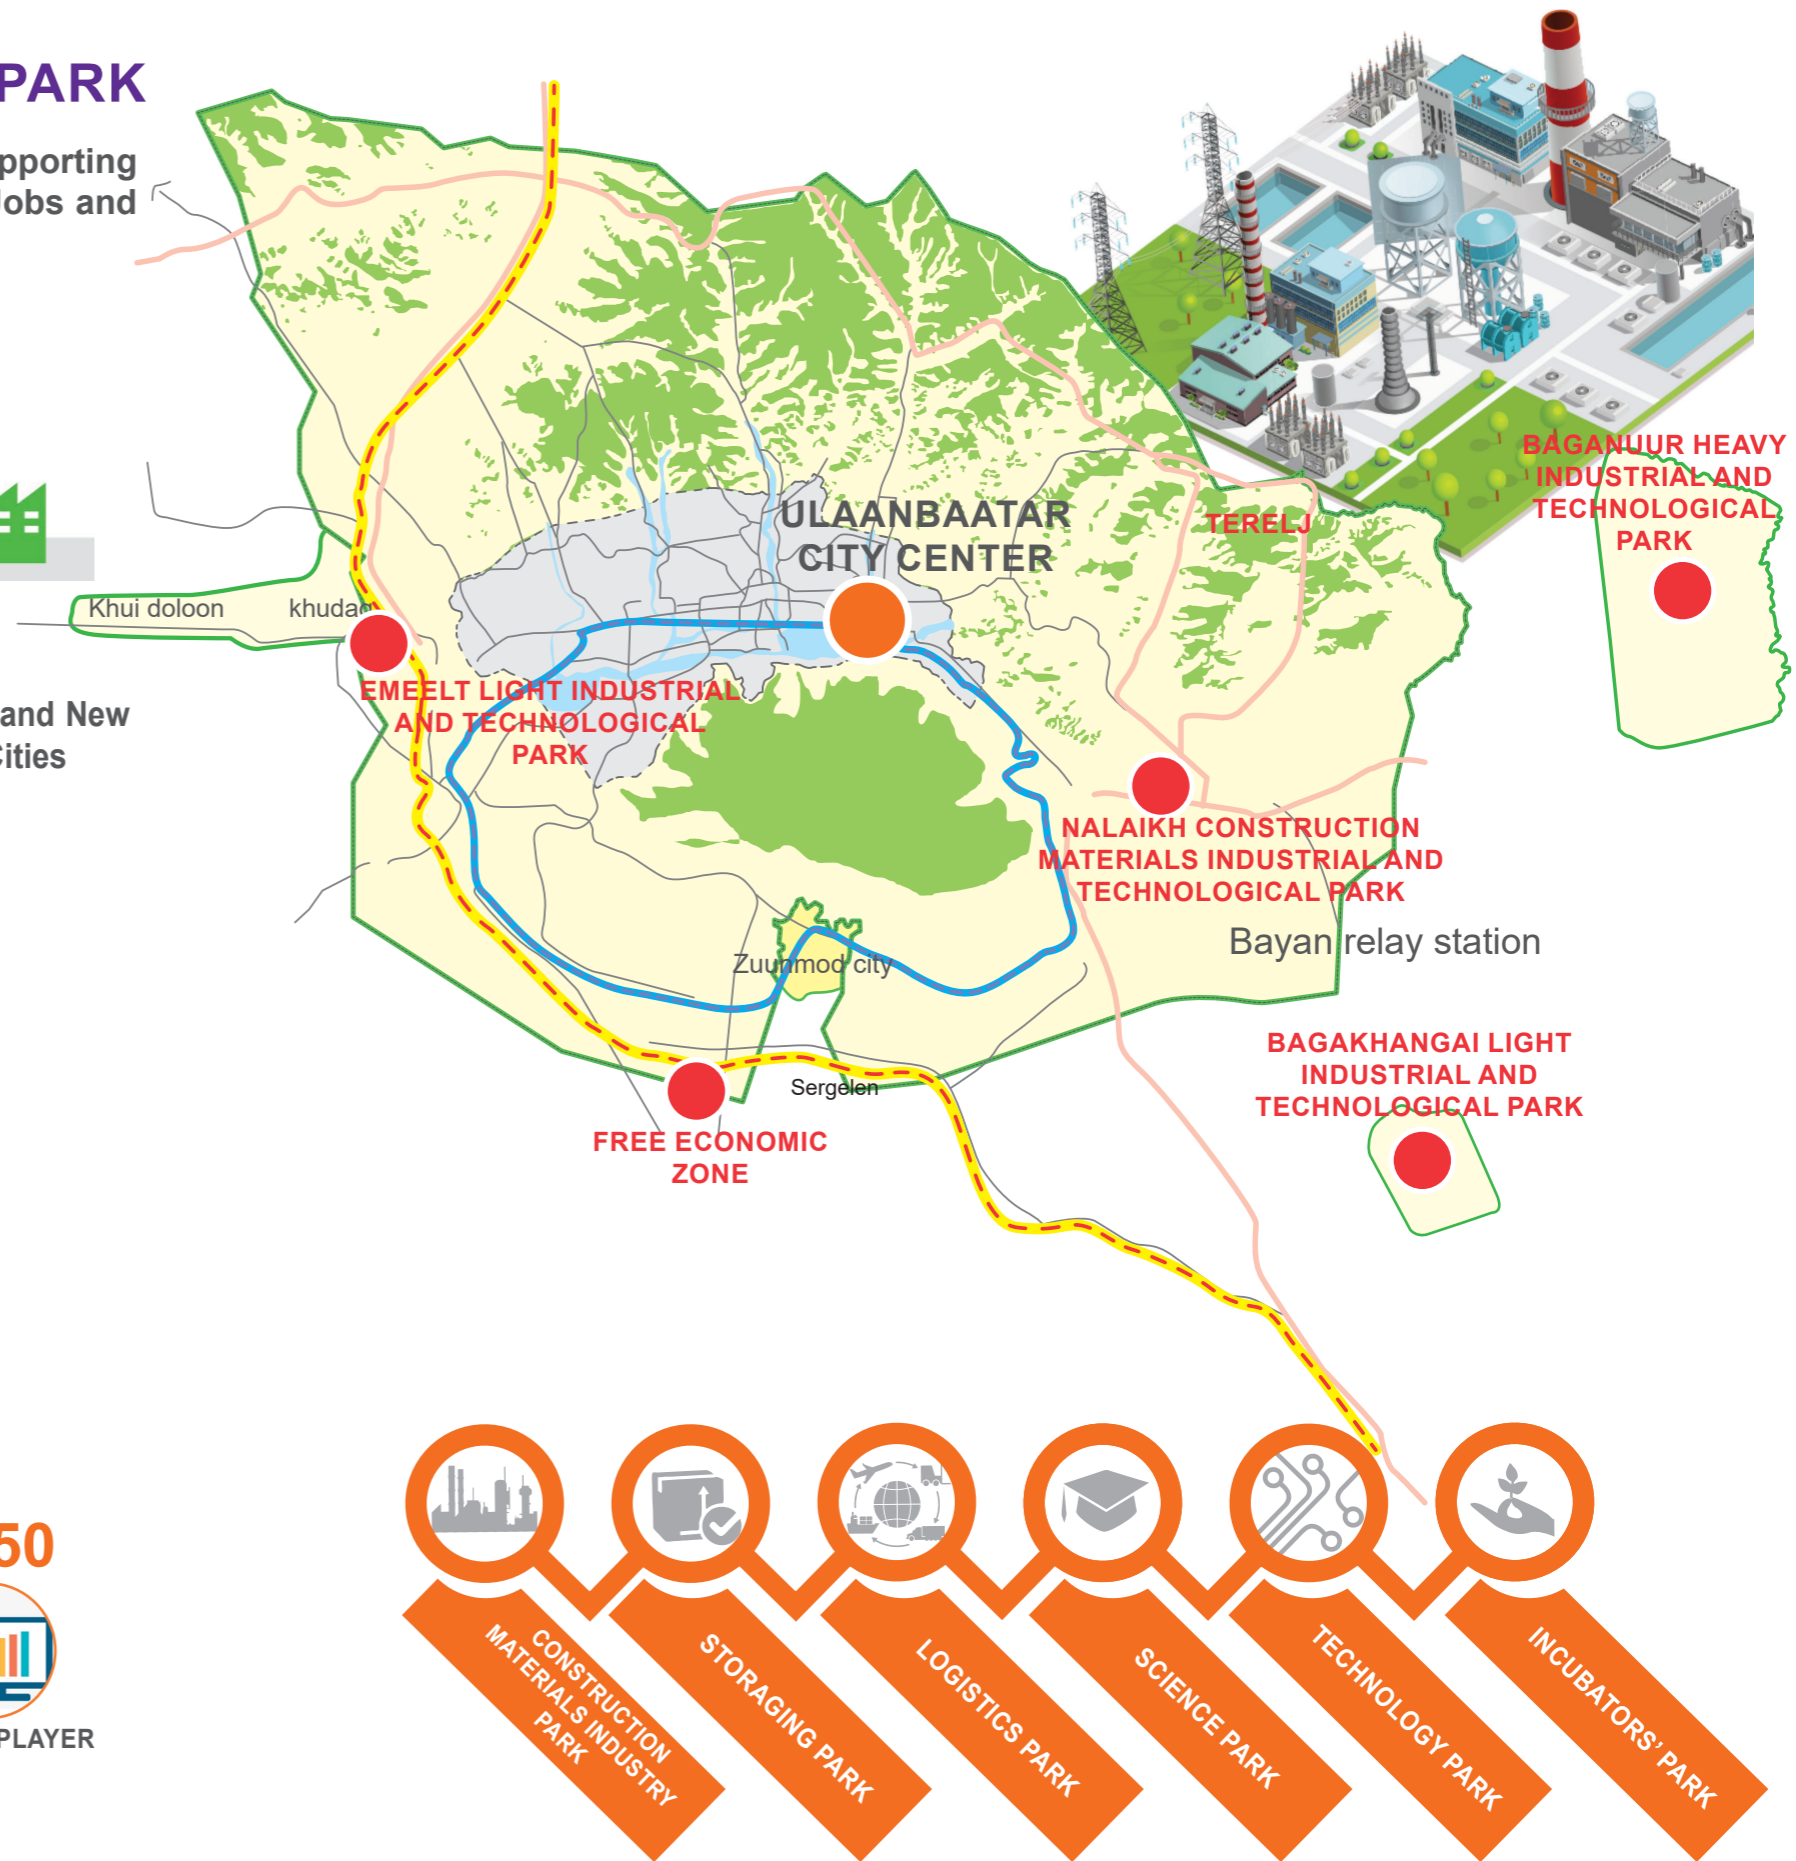 PARK
pporting
Jobs and
ULAANBAATAR
CITY CENTER
TERELJ
BAGANUUR HEAVY
INDUSTRIAL AND
TECHNOLOGICAL
PARK
Khui doloon khudag
EMEELT LIGHT INDUSTRIAL
AND TECHNOLOGICAL
PARK
and New
Cities
NALAIKH CONSTRUCTION
MATERIALS INDUSTRIAL AND
TECHNOLOGICAL PARK
Bayan relay station
Zuunmod city
Sergelen
BAGAKHANGAI LIGHT
INDUSTRIAL AND
TECHNOLOGICAL PARK
FREE ECONOMIC
ZONE
50
PLAYER
CONSTRUCTION
MATERIALS INDUSTRY
PARK
STORAGING PARK
LOGISTICS PARK
SCIENCE PARK
TECHNOLOGY PARK
INCUBATORS' PARK